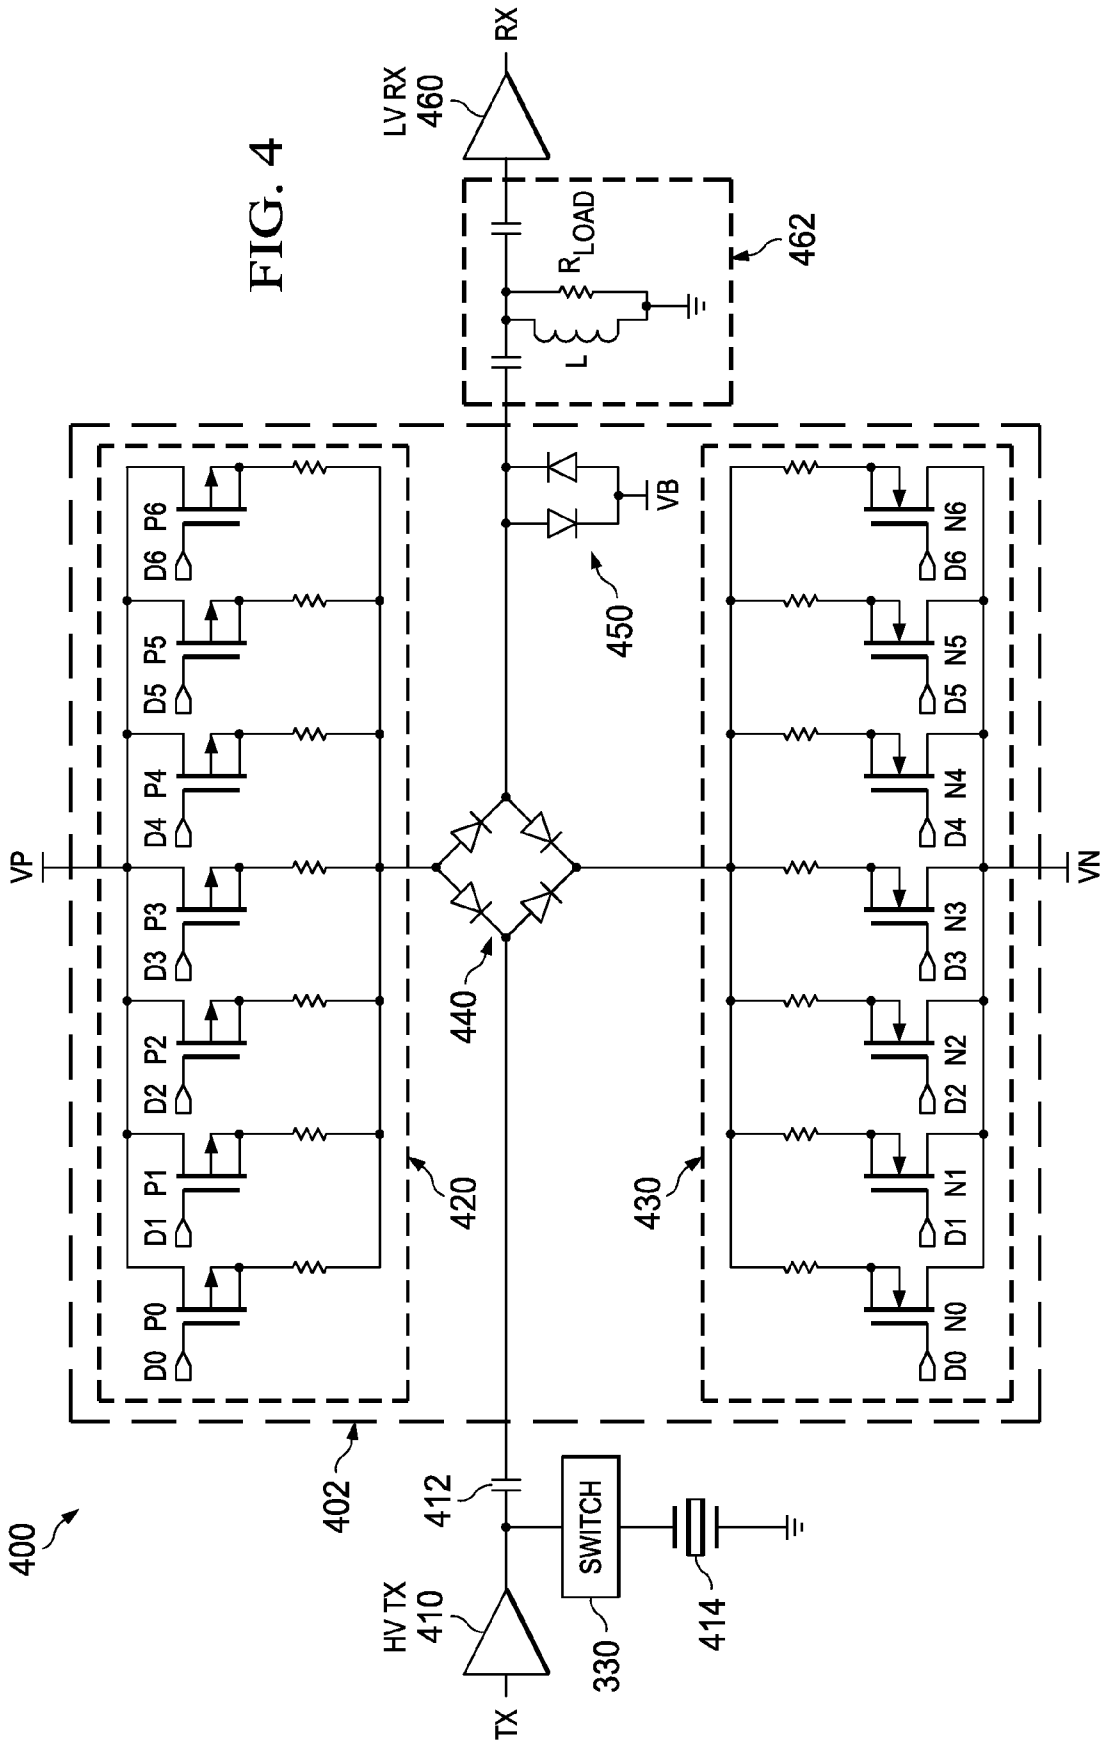 FIG. 4
400
402
VP
D0 P0
D1 P1
D2 P2
D3 P3
D4 P4
D5 P5
D6 P6
420
TX
HV TX
410
412
SWITCH
330
414
440
450
VB
L
R LOAD
462
LV RX
460
RX
430
D0 N0
D1 N1
D2 N2
D3 N3
D4 N4
D5 N5
D6 N6
VN